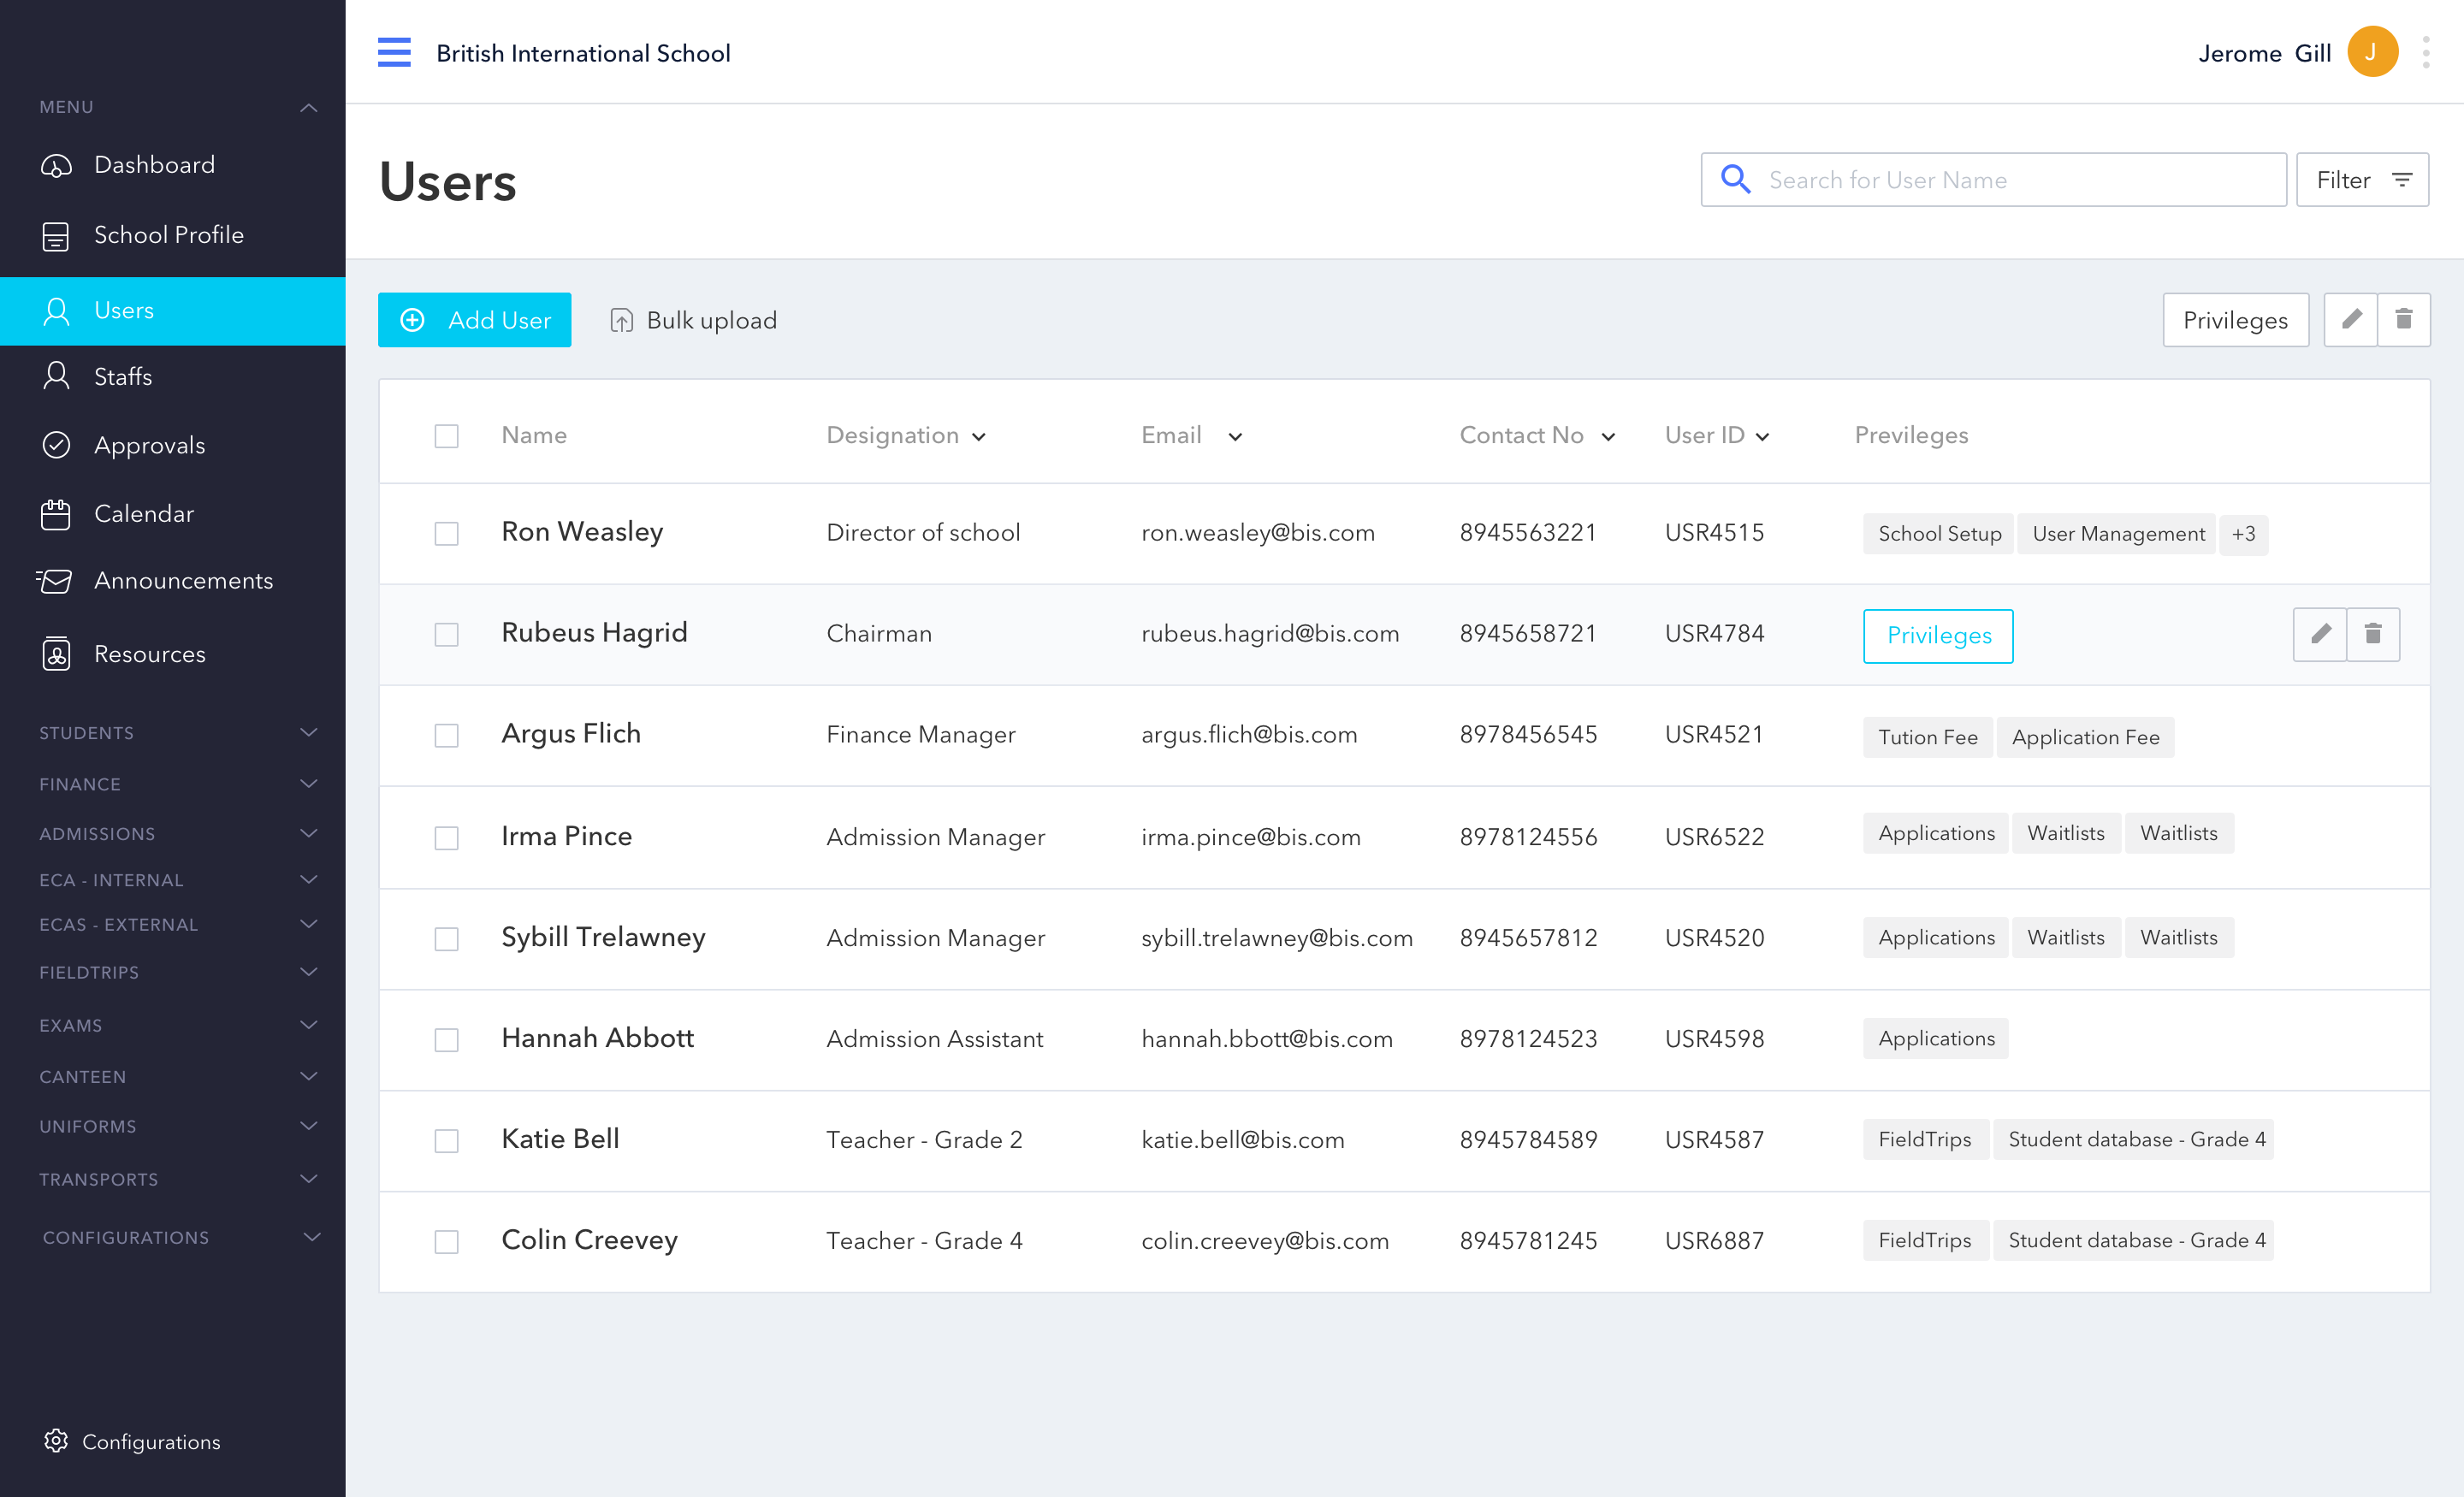 British International School
Jerome Gill
J
MENU
Dashboard
School Profile
Users
Staffs
Approvals
Calendar
Announcements
Resources
STUDENTS
FINANCE
ADMISSIONS
ECA - INTERNAL
ECAS - EXTERNAL
FIELDTRIPS
EXAMS
CANTEEN
UNIFORMS
TRANSPORTS
CONFIGURATIONS
Configurations
Users
Search for User Name
Filter
Add User
Bulk upload
Privileges
Name Designation Email Contact No User ID Previleges
Ron Weasley Director of school ron.weasley@bis.com 8945563221 USR4515 School Setup User Management +3
Rubeus Hagrid Chairman rubeus.hagrid@bis.com 8945658721 USR4784 Privileges
Argus Flich Finance Manager argus.flich@bis.com 8978456545 USR4521 Tution Fee Application Fee
Irma Pince Admission Manager irma.pince@bis.com 8978124556 USR6522 Applications Waitlists Waitlists
Sybill Trelawney Admission Manager sybill.trelawney@bis.com 8945657812 USR4520 Applications Waitlists Waitlists
Hannah Abbott Admission Assistant hannah.bbott@bis.com 8978124523 USR4598 Applications
Katie Bell Teacher - Grade 2 katie.bell@bis.com 8945784589 USR4587 FieldTrips Student database - Grade 4
Colin Creevey Teacher - Grade 4 colin.creevey@bis.com 8945781245 USR6887 FieldTrips Student database - Grade 4